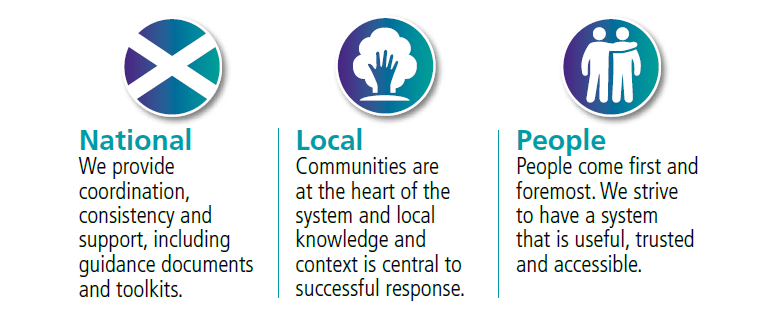 National
We provide
coordination,
consistency and
support, including
guidance documents
and toolkits.
Local
Communities are
at the heart of the
system and local
knowledge and
context is central to
successful response.
People
People come first and
foremost. We strive
to have a system
that is useful, trusted
and accessible.